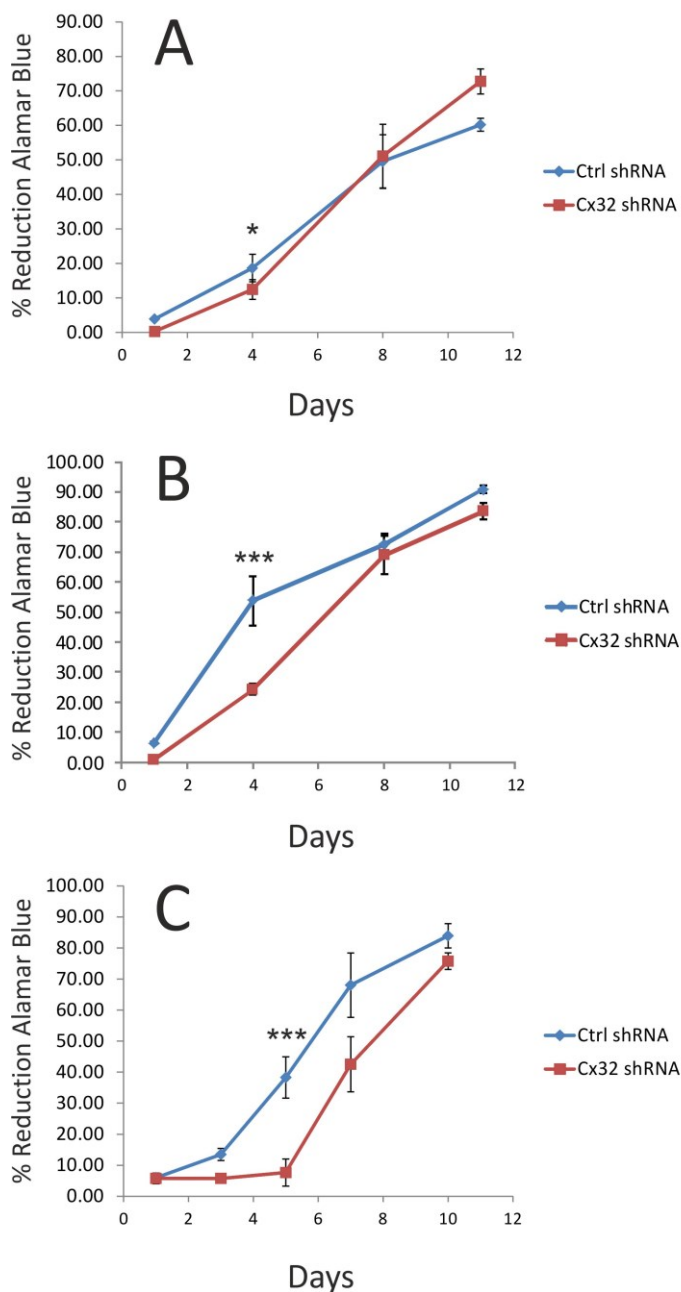 A
% Reduction Alamar Blue
90.00
80.00
70.00
60.00
50.00
40.00
30.00
20.00
10.00
0.00
*
0 2 4 6 8 10 12
Days
Ctrl shRNA
Cx32 shRNA
B
% Reduction Alamar Blue
100.00
90.00
80.00
70.00
60.00
50.00
40.00
30.00
20.00
10.00
0.00
***
0 2 4 6 8 10 12
Days
Ctrl shRNA
Cx32 shRNA
C
% Reduction Alamar Blue
100.00
90.00
80.00
70.00
60.00
50.00
40.00
30.00
20.00
10.00
0.00
***
0 2 4 6 8 10 12
Days
Ctrl shRNA
Cx32 shRNA